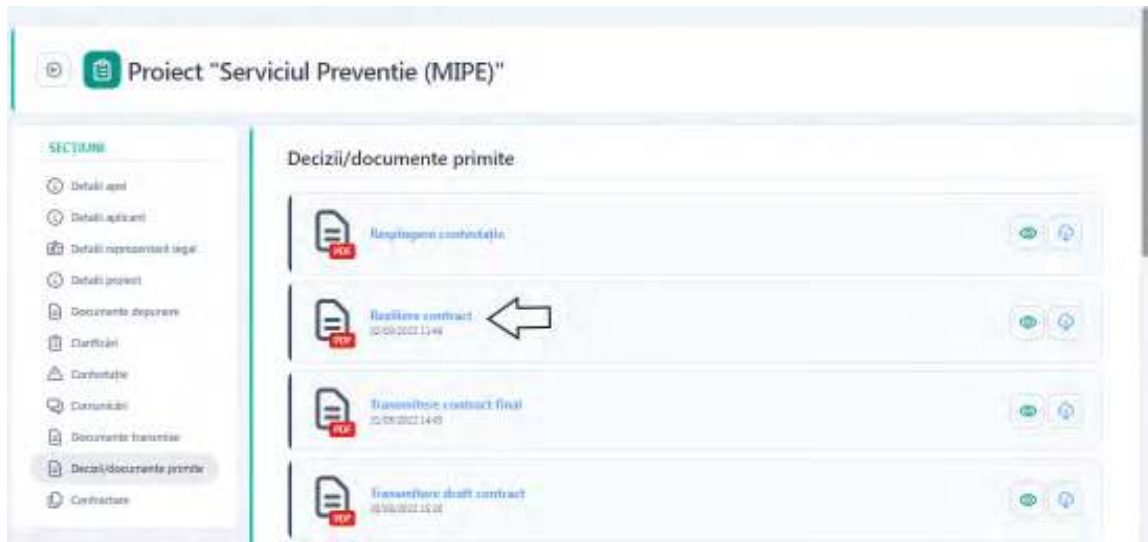 Proiect "Serviciul Preventie (MIPE)"
SECȚIUNI
Detalii apel
Detalii aplicant
Detalii reprezentant legal
Detalii proiect
Documente depunere
Clarificări
Contestație
Comunicări
Documente transmise
Decizii/documente primite
Contractare
Decizii/documente primite
PDF
Respingere contestație
PDF
Reziliere contract
PDF
Transmitere contract final
PDF
Transmitere draft contract